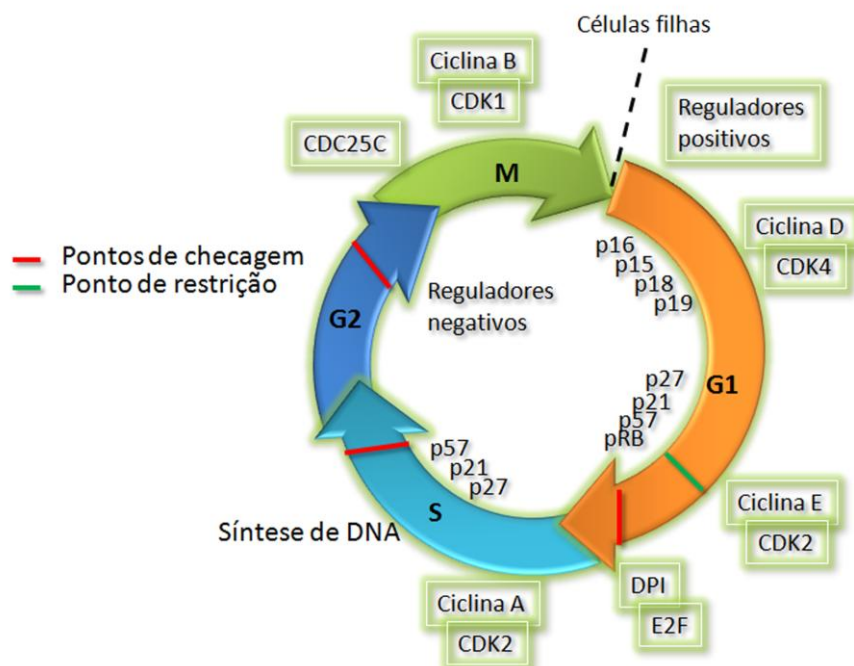 Células filhas
Ciclina B
CDK1
Reguladores
positivos
CDC25C
M
Ciclina D
CDK4
p16
p15
p18
p19
Pontos de checagem
Ponto de restrição
Reguladores
negativos
G2
G1
p27
p21
p57
pRB
p57
p21
p27
S
Síntese de DNA
Ciclina E
CDK2
DPI
E2F
Ciclina A
CDK2